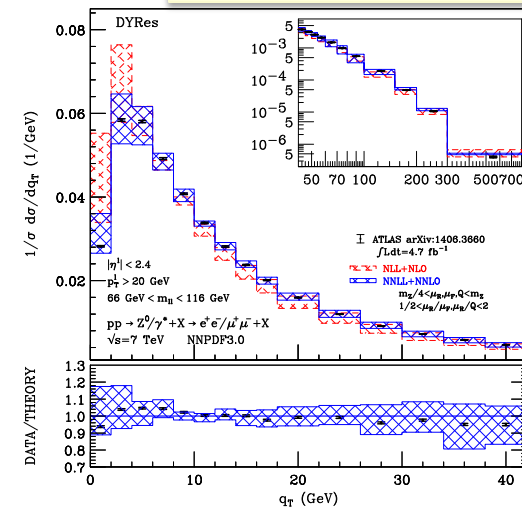 DYRes
0.08
0.06
0.04
0.02
1/σ dσ/dq_T (1/GeV)
5
10⁻³
5
10⁻⁴
5
10⁻⁵
5
10⁻⁶
5
50 70 100 200 300 500 700
ATLAS arXiv:1406.3660
∫Ldt=4.7 fb⁻¹
NLL+NLO
NNLL+NNLO
m_Z/4<μ_R,μ_F,Q<m_Z
1/2<μ_R/μ_F,μ_R/Q<2
|η^l|<2.4
p_T^l>20 GeV
66 GeV<m_ll<116 GeV
pp→Z⁰/γ*+X→e⁺e⁻/μ⁺μ⁻+X
√s=7 TeV NNPDF3.0
DATA/THEORY
1.3
1.2
1.1
1.0
0.9
0.8
0.7
0 10 20 30 40
q_T (GeV)